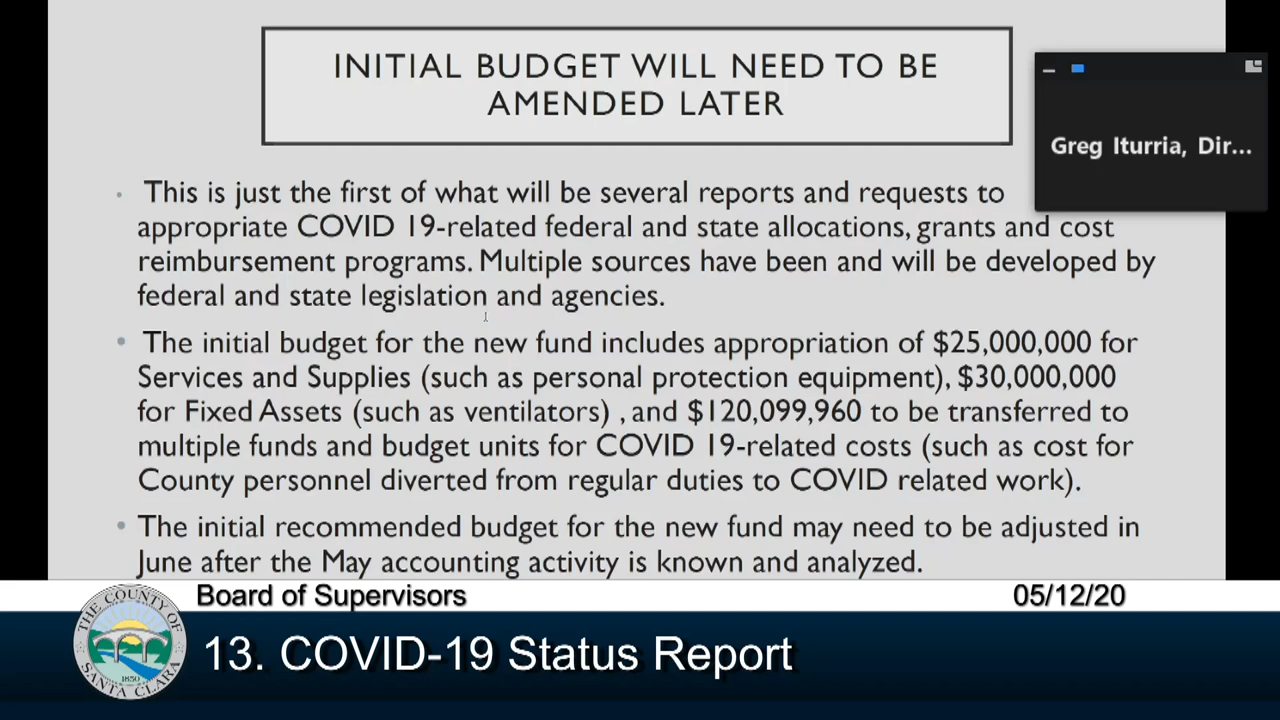 INITIAL BUDGET WILL NEED TO BE
AMENDED LATER
Greg Iturria, Dir...
• This is just the first of what will be several reports and requests to
appropriate COVID 19-related federal and state allocations, grants and cost
reimbursement programs. Multiple sources have been and will be developed by
federal and state legislation and agencies.
• The initial budget for the new fund includes appropriation of $25,000,000 for
Services and Supplies (such as personal protection equipment), $30,000,000
for Fixed Assets (such as ventilators) , and $120,099,960 to be transferred to
multiple funds and budget units for COVID 19-related costs (such as cost for
County personnel diverted from regular duties to COVID related work).
• The initial recommended budget for the new fund may need to be adjusted in
June after the May accounting activity is known and analyzed.
Board of Supervisors
05/12/20
THE COUNTY OF
SANTA CLARA
1850
13. COVID-19 Status Report